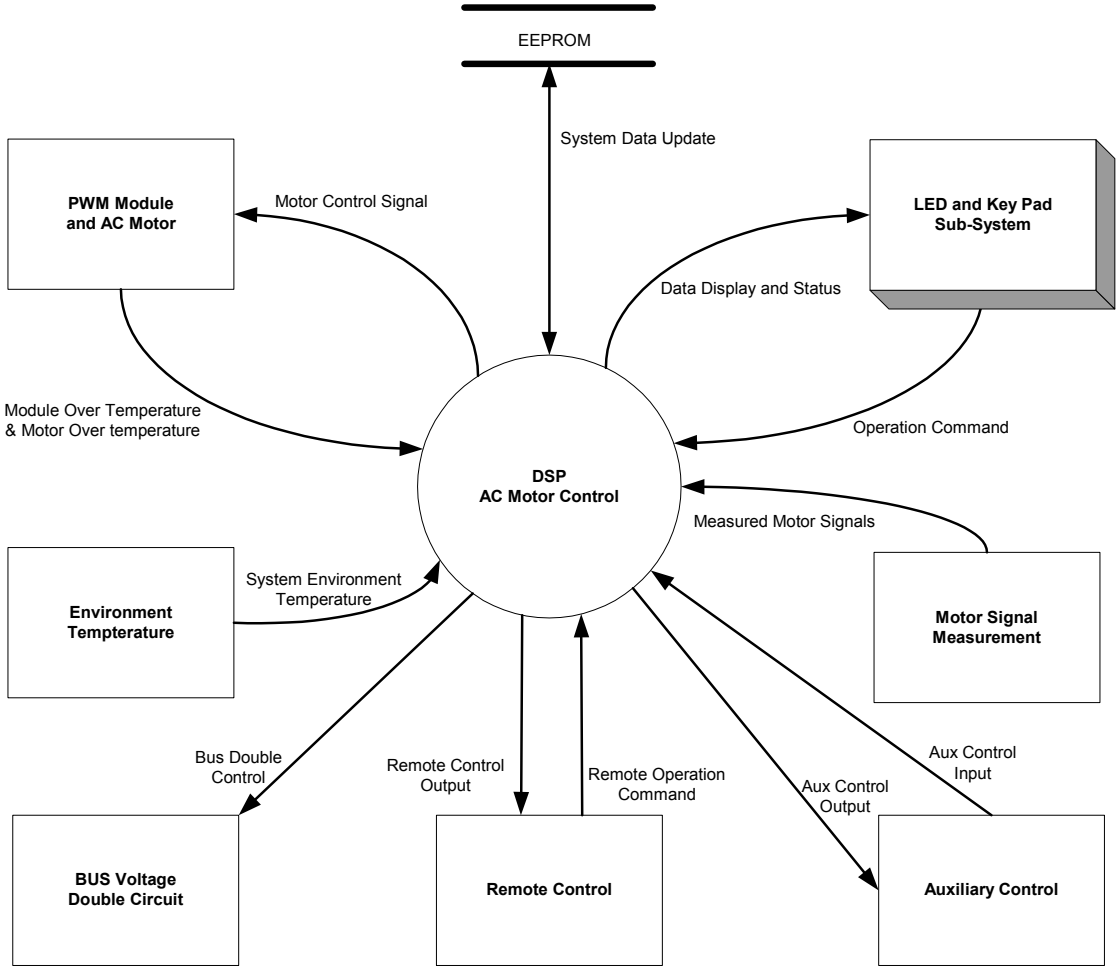 EEPROM
System Data Update
PWM Module
and AC Motor
Motor Control Signal
LED and Key Pad
Sub-System
Data Display and Status
Module Over Temperature
& Motor Over temperature
Operation Command
DSP
AC Motor Control
Measured Motor Signals
System Environment
Temperature
Environment
Tempterature
Motor Signal
Measurement
Bus Double
Control
Remote Control
Output
Remote Operation
Command
Aux Control
Output
Aux Control
Input
BUS Voltage
Double Circuit
Remote Control
Auxiliary Control